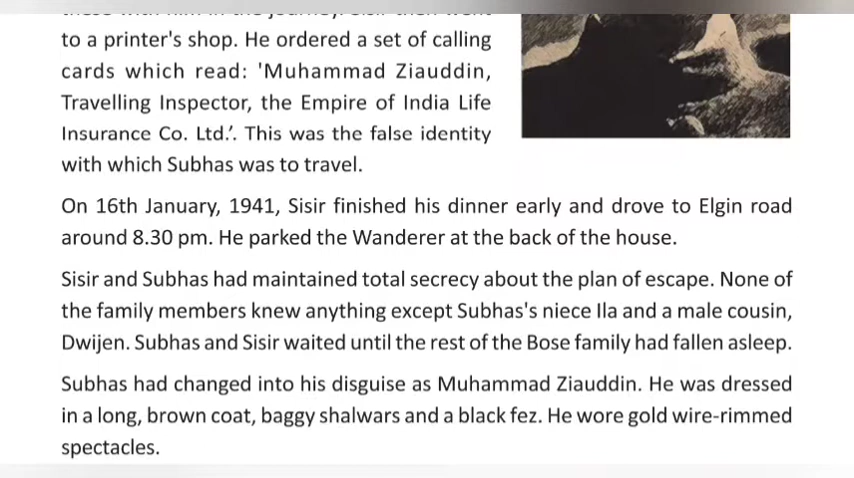 to a printer's shop. He ordered a set of calling
cards which read: 'Muhammad Ziauddin,
Travelling Inspector, the Empire of India Life
Insurance Co. Ltd.'. This was the false identity
with which Subhas was to travel.
On 16th January, 1941, Sisir finished his dinner early and drove to Elgin road
around 8.30 pm. He parked the Wanderer at the back of the house.
Sisir and Subhas had maintained total secrecy about the plan of escape. None of
the family members knew anything except Subhas's niece Ila and a male cousin,
Dwijen. Subhas and Sisir waited until the rest of the Bose family had fallen asleep.
Subhas had changed into his disguise as Muhammad Ziauddin. He was dressed
in a long, brown coat, baggy shalwars and a black fez. He wore gold wire-rimmed
spectacles.